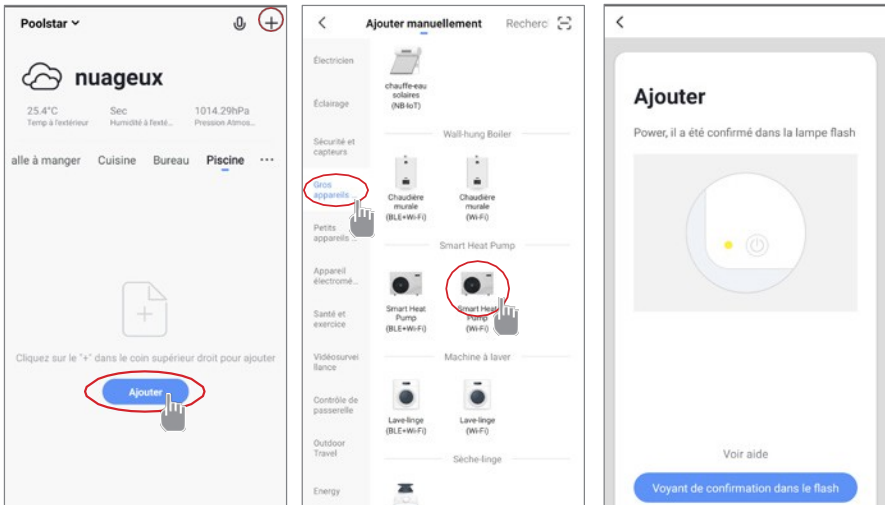 Poolstar
nuageux
25.4°C Sec 1014.29hPa
Temp à l'extérieur Humidité à l'exté... Pression Atmos...
alle à manger Cuisine Bureau Piscine ...
Cliquez sur le "+" dans le coin supérieur droit pour ajouter
Ajouter
Ajouter manuellement Recherc
Électricien
Éclairage
Sécurité et
capteurs
Gros
appareils ...
Petits
appareils ...
Appareil
électromé...
Santé et
exercice
Vidéosurvei
llance
Contrôle de
passerelle
Outdoor
Travel
Energy
chauffe-eau
solaires
(NB-IoT)
Wall-hung Boiler
Chaudière
murale
(BLE+Wi-Fi)
Chaudière
murale
(Wi-Fi)
Smart Heat Pump
Smart Heat
Pump
(BLE+Wi-Fi)
Smart Heat
Pump
(Wi-Fi)
Machine à laver
Lave-linge
(BLE+Wi-Fi)
Lave-linge
(Wi-Fi)
Sèche-linge
Ajouter
Power, il a été confirmé dans la lampe flash
Voir aide
Voyant de confirmation dans le flash